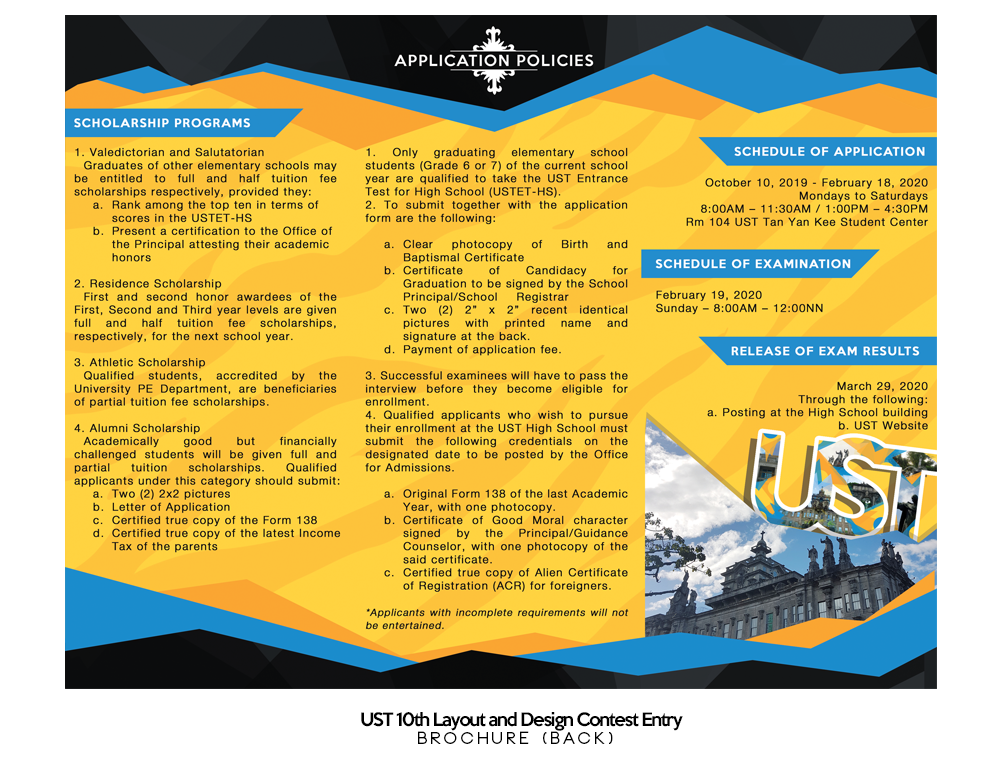 APPLICATION POLICIES
SCHOLARSHIP PROGRAMS
1. Valedictorian and Salutatorian
Graduates of other elementary schools may
be entitled to full and half tuition fee
scholarships respectively, provided they:
a. Rank among the top ten in terms of
scores in the USTET-HS
b. Present a certification to the Office of
the Principal attesting their academic
honors
2. Residence Scholarship
First and second honor awardees of the
First, Second and Third year levels are given
full and half tuition fee scholarships,
respectively, for the next school year.
3. Athletic Scholarship
Qualified students, accredited by the
University PE Department, are beneficiaries
of partial tuition fee scholarships.
4. Alumni Scholarship
Academically good but financially
challenged students will be given full and
partial tuition scholarships. Qualified
applicants under this category should submit:
a. Two (2) 2x2 pictures
b. Letter of Application
c. Certified true copy of the Form 138
d. Certified true copy of the latest Income
Tax of the parents
1. Only graduating elementary school
students (Grade 6 or 7) of the current school
year are qualified to take the UST Entrance
Test for High School (USTET-HS).
2. To submit together with the application
form are the following:
a. Clear photocopy of Birth and
Baptismal Certificate
b. Certificate of Candidacy for
Graduation to be signed by the School
Principal/School Registrar
c. Two (2) 2" x 2" recent identical
pictures with printed name and
signature at the back.
d. Payment of application fee.
3. Successful examinees will have to pass the
interview before they become eligible for
enrollment.
4. Qualified applicants who wish to pursue
their enrollment at the UST High School must
submit the following credentials on the
designated date to be posted by the Office
for Admissions.
a. Original Form 138 of the last Academic
Year, with one photocopy.
b. Certificate of Good Moral character
signed by the Principal/Guidance
Counselor, with one photocopy of the
said certificate.
c. Certified true copy of Alien Certificate
of Registration (ACR) for foreigners.
*Applicants with incomplete requirements will not
be entertained.
SCHEDULE OF APPLICATION
October 10, 2019 - February 18, 2020
Mondays to Saturdays
8:00AM – 11:30AM / 1:00PM – 4:30PM
Rm 104 UST Tan Yan Kee Student Center
SCHEDULE OF EXAMINATION
February 19, 2020
Sunday – 8:00AM – 12:00NN
RELEASE OF EXAM RESULTS
March 29, 2020
Through the following:
a. Posting at the High School building
b. UST Website
UST
UST 10th Layout and Design Contest Entry
BROCHURE (BACK)